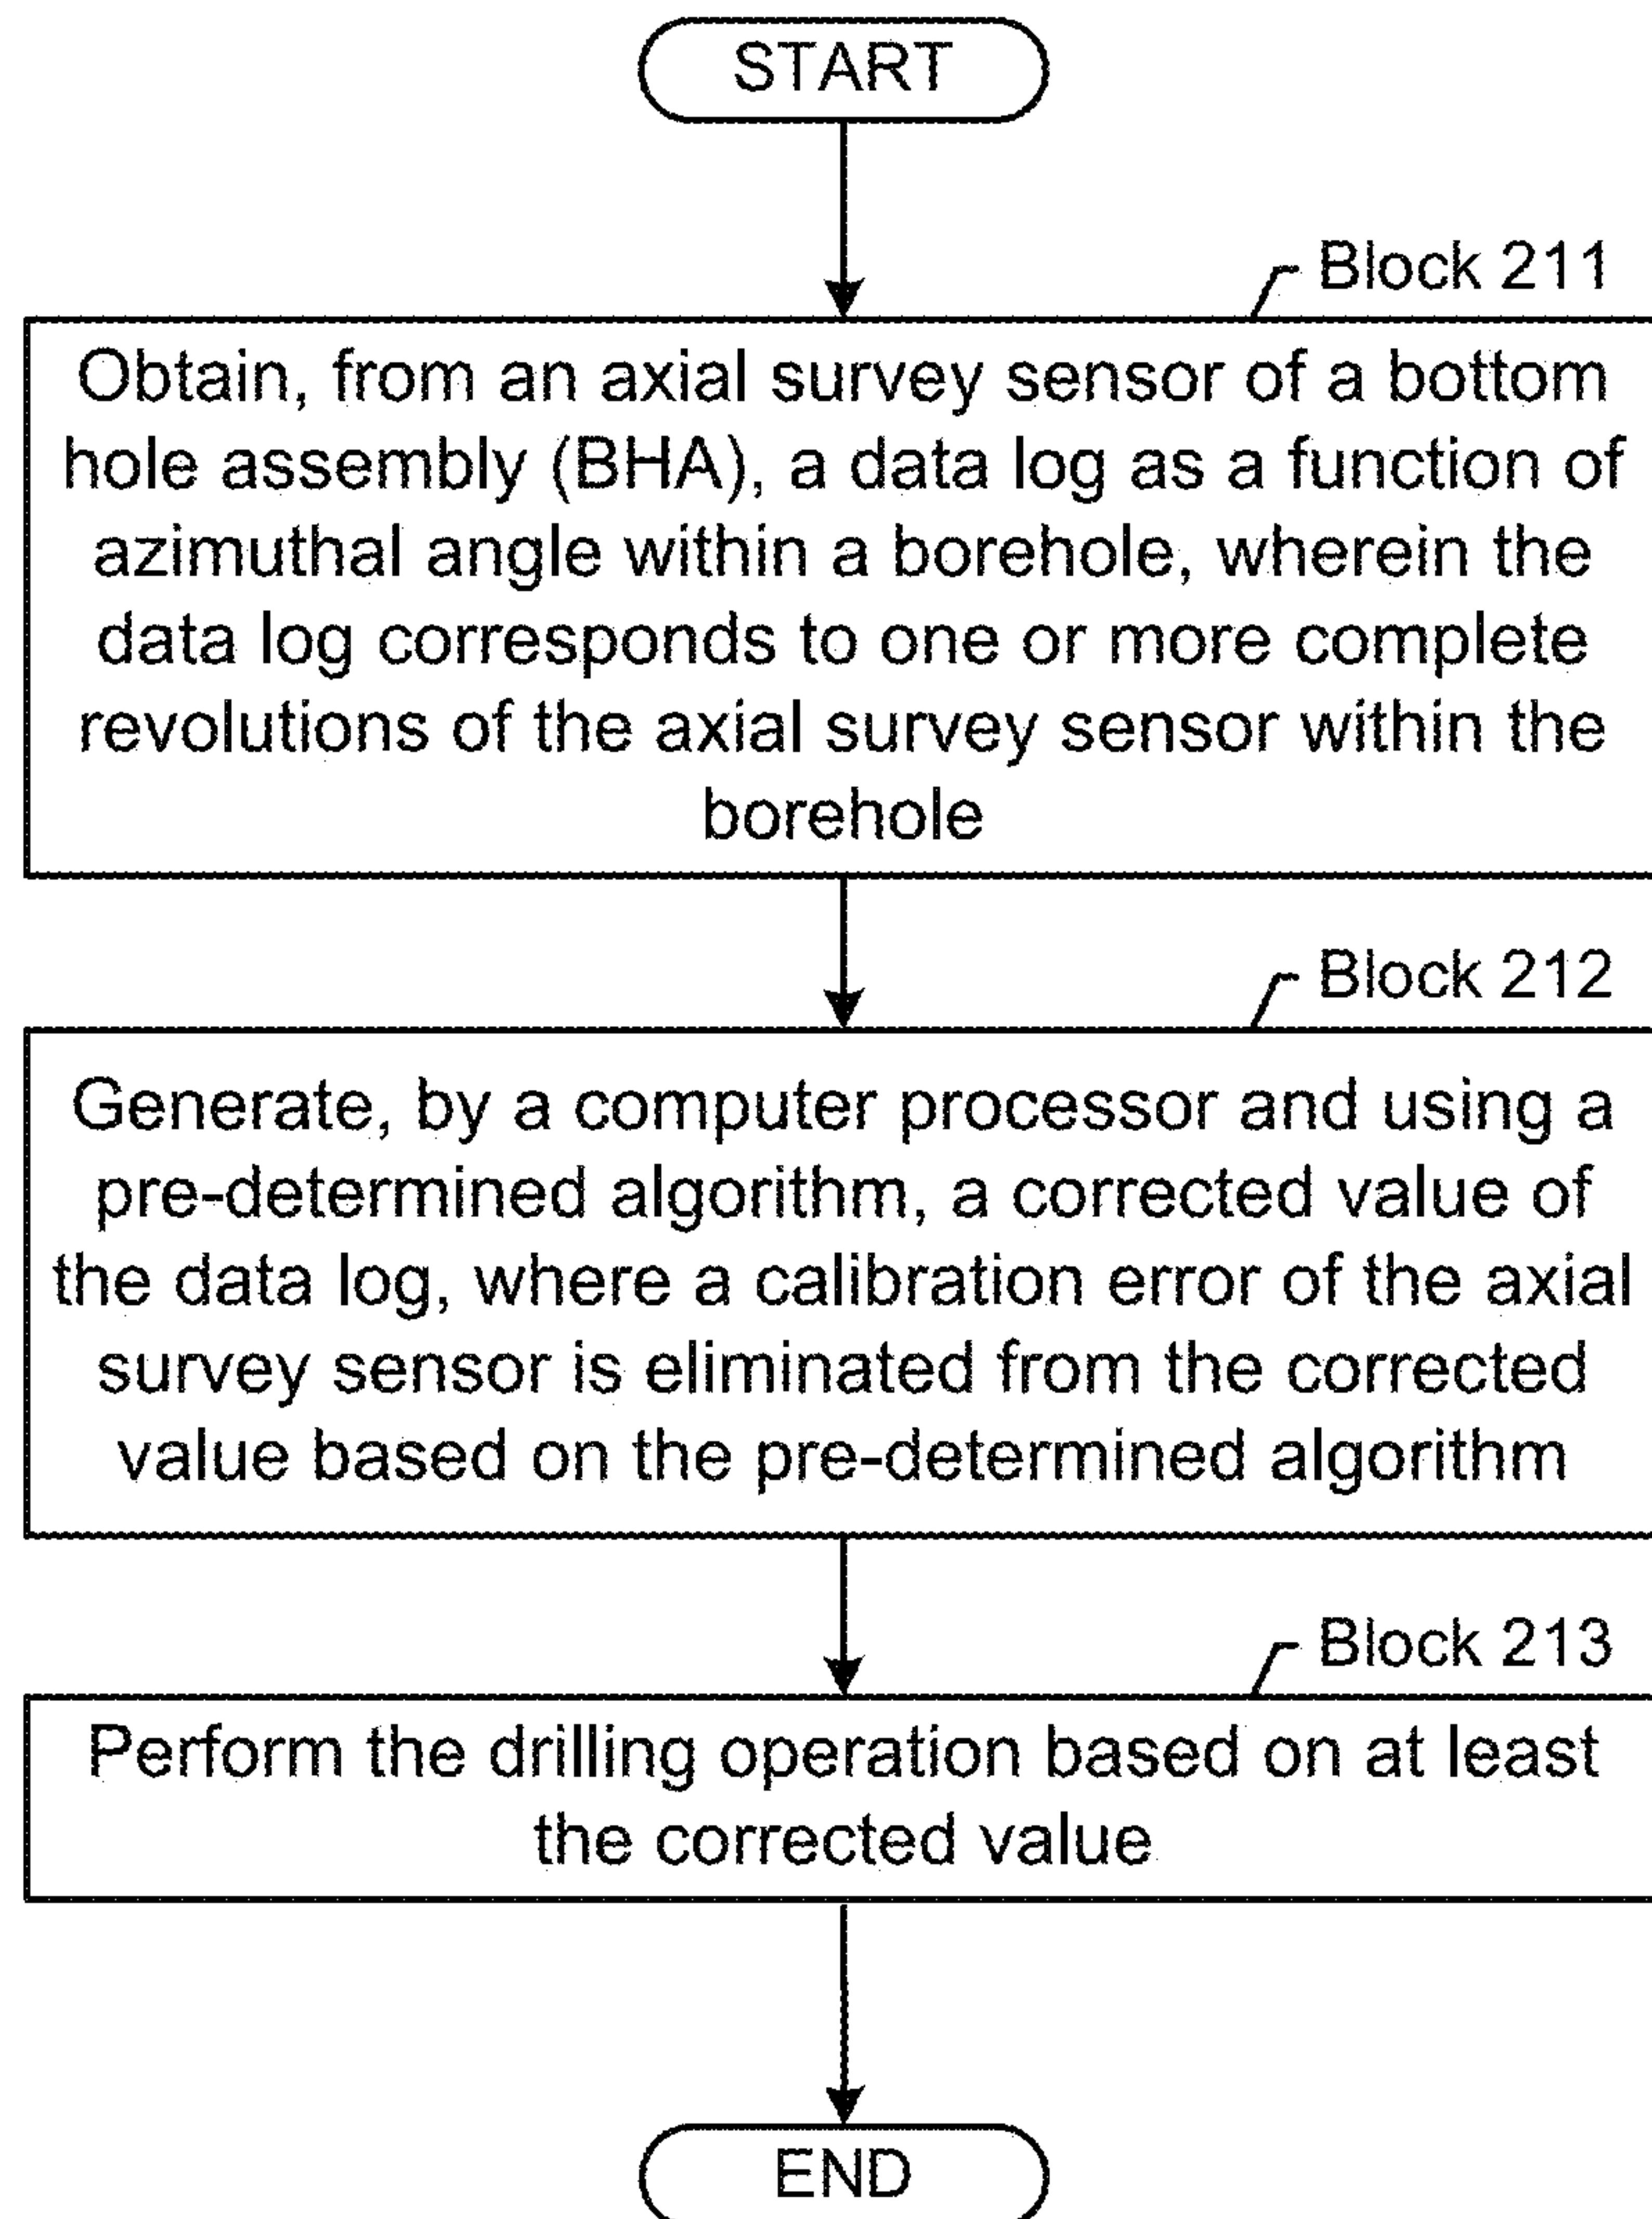 START
Block 211
Obtain, from an axial survey sensor of a bottom
hole assembly (BHA), a data log as a function of
azimuthal angle within a borehole, wherein the
data log corresponds to one or more complete
revolutions of the axial survey sensor within the
borehole
Block 212
Generate, by a computer processor and using a
pre-determined algorithm, a corrected value of
the data log, where a calibration error of the axial
survey sensor is eliminated from the corrected
value based on the pre-determined algorithm
Block 213
Perform the drilling operation based on at least
the corrected value
END